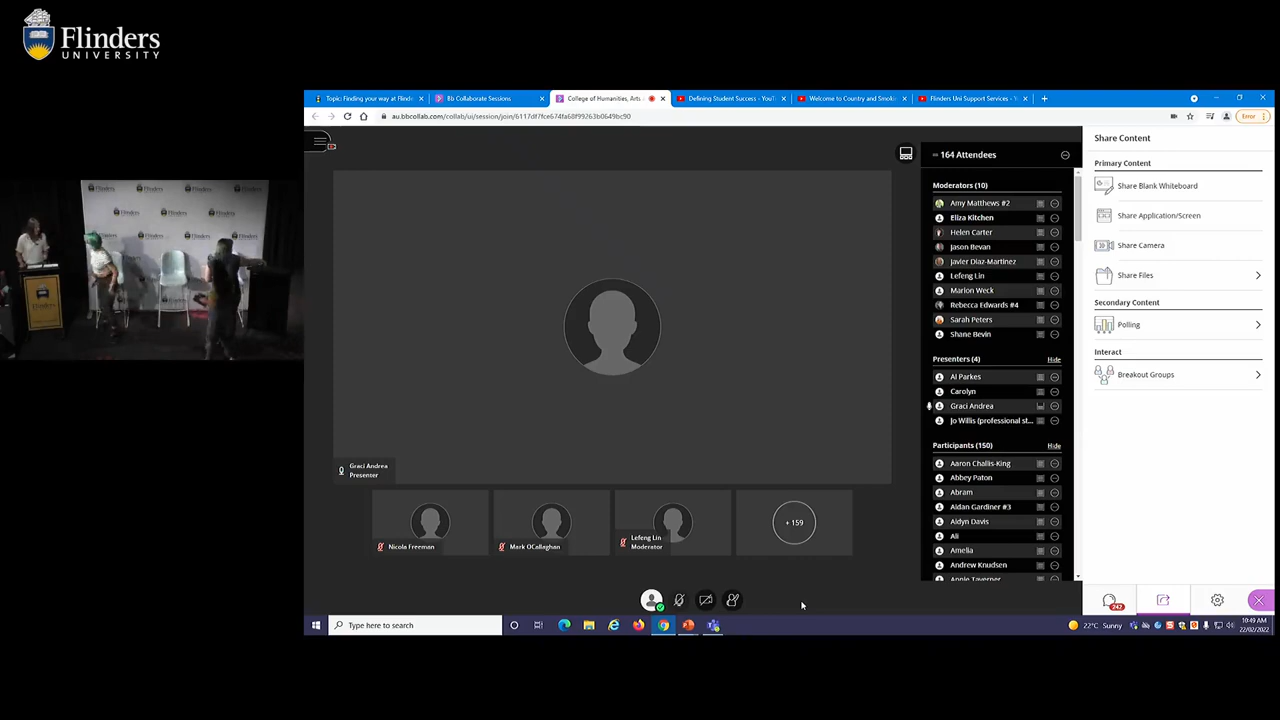 Flinders
UNIVERSITY
Topic: Finding your way at Flinde
Bb Collaborate Sessions
College of Humanities, Arts
Defining Student Success - YouT
Welcome to Country and Smoki
Flinders Uni Support Services - Y
au.bbcollab.com/collab/ui/session/join/6117df7fce674fa68f99263b0649bc90
Error
164 Attendees
Moderators (10)
Amy Matthews #2
Eliza Kitchen
Helen Carter
Jason Bevan
Javier Diaz-Martinez
Lefeng Lin
Marion Weck
Rebecca Edwards #4
Sarah Peters
Shane Bevin
Presenters (4)
Hide
Al Parkes
Carolyn
Graci Andrea
Jo Willis (professional st...
Participants (150)
Hide
Aaron Challis-King
Abbey Paton
Abram
Aidan Gardiner #3
Aldyn Davis
Ali
Amelia
Andrew Knudsen
Annie Taverner
Share Content
Primary Content
Share Blank Whiteboard
Share Application/Screen
Share Camera
Share Files
Secondary Content
Polling
Interact
Breakout Groups
Graci Andrea
Presenter
Nicola Freeman
Mark OCallaghan
Lefeng Lin
Moderator
+ 159
242
Type here to search
22°C Sunny
10:49 AM
22/02/2022
Flinders